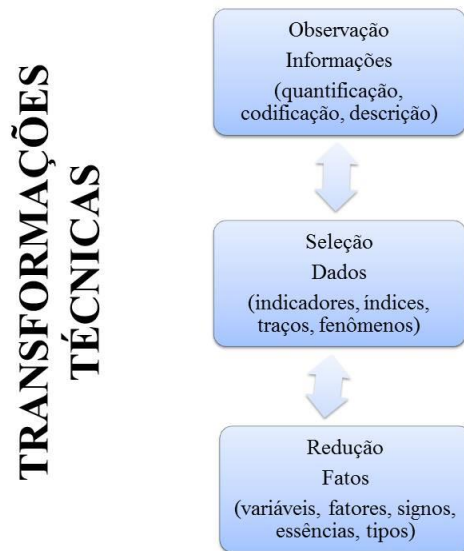 TRANSFORMAÇÕES
TÉCNICAS
Observação
Informações
(quantificação,
codificação, descrição)
Seleção
Dados
(indicadores, índices,
traços, fenômenos)
Redução
Fatos
(variáveis, fatores, signos,
essências, tipos)